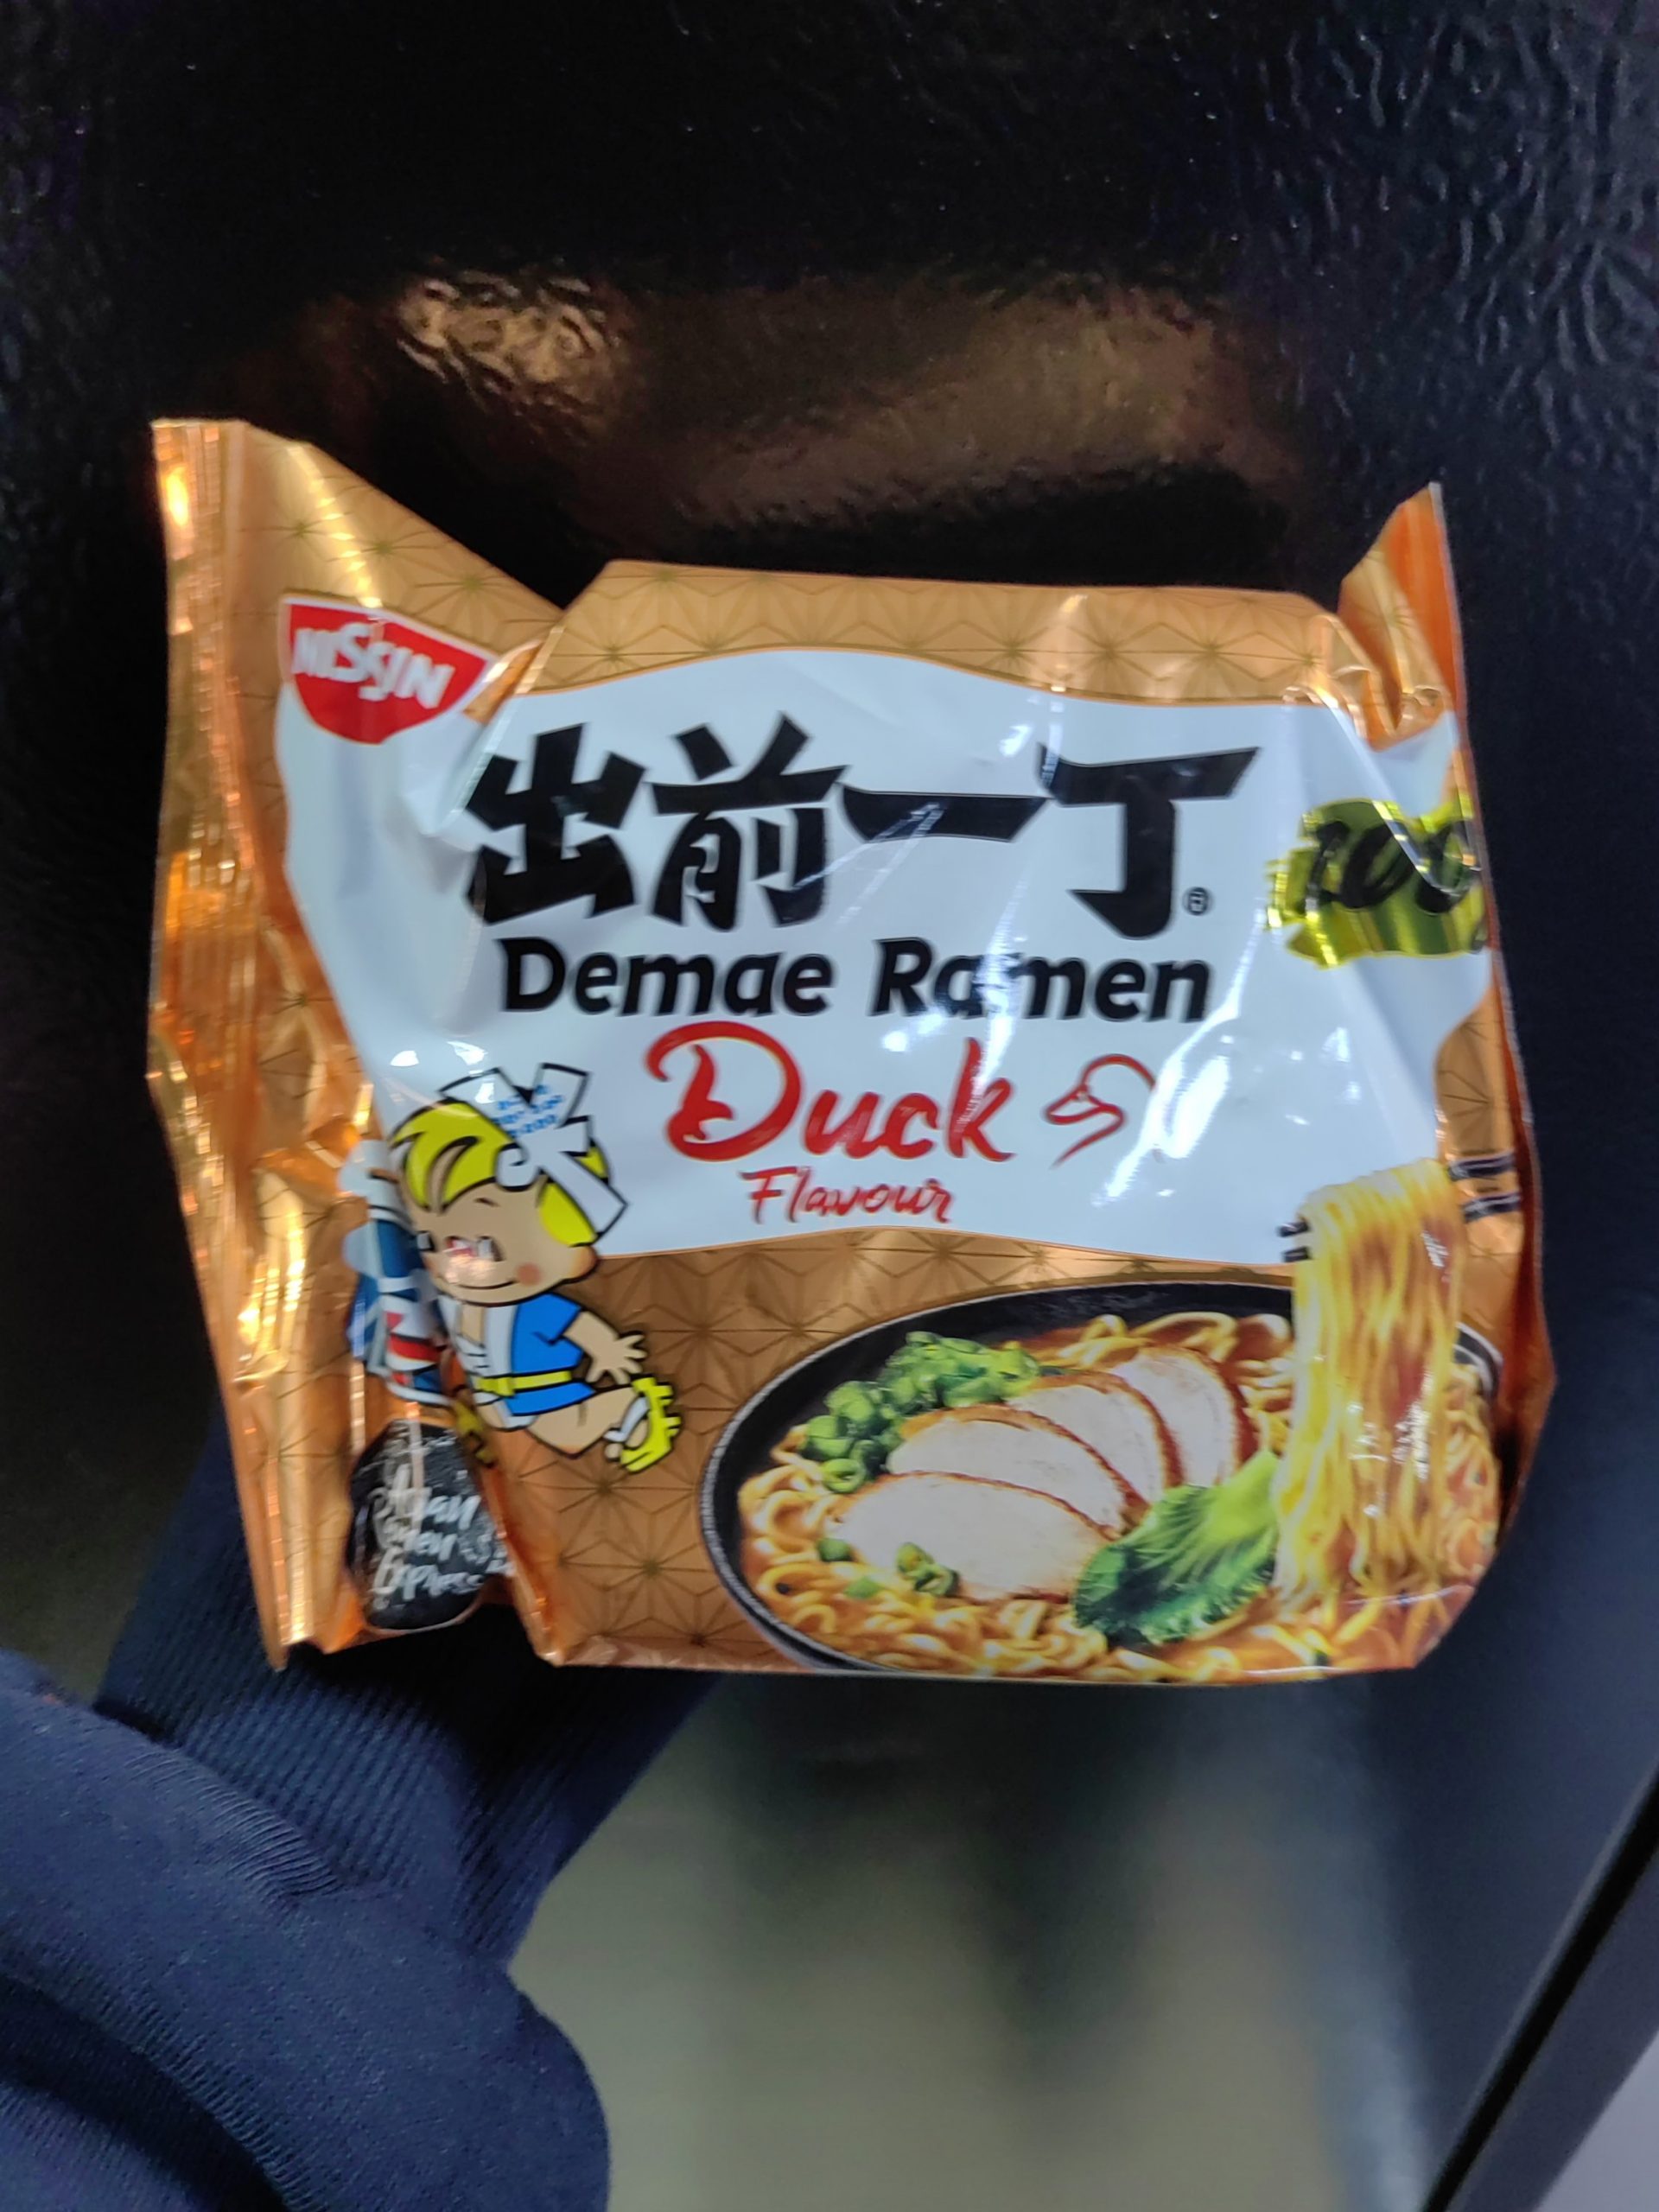 NISSIN
出前一丁®
Demae Ramen
Duck
Flavour